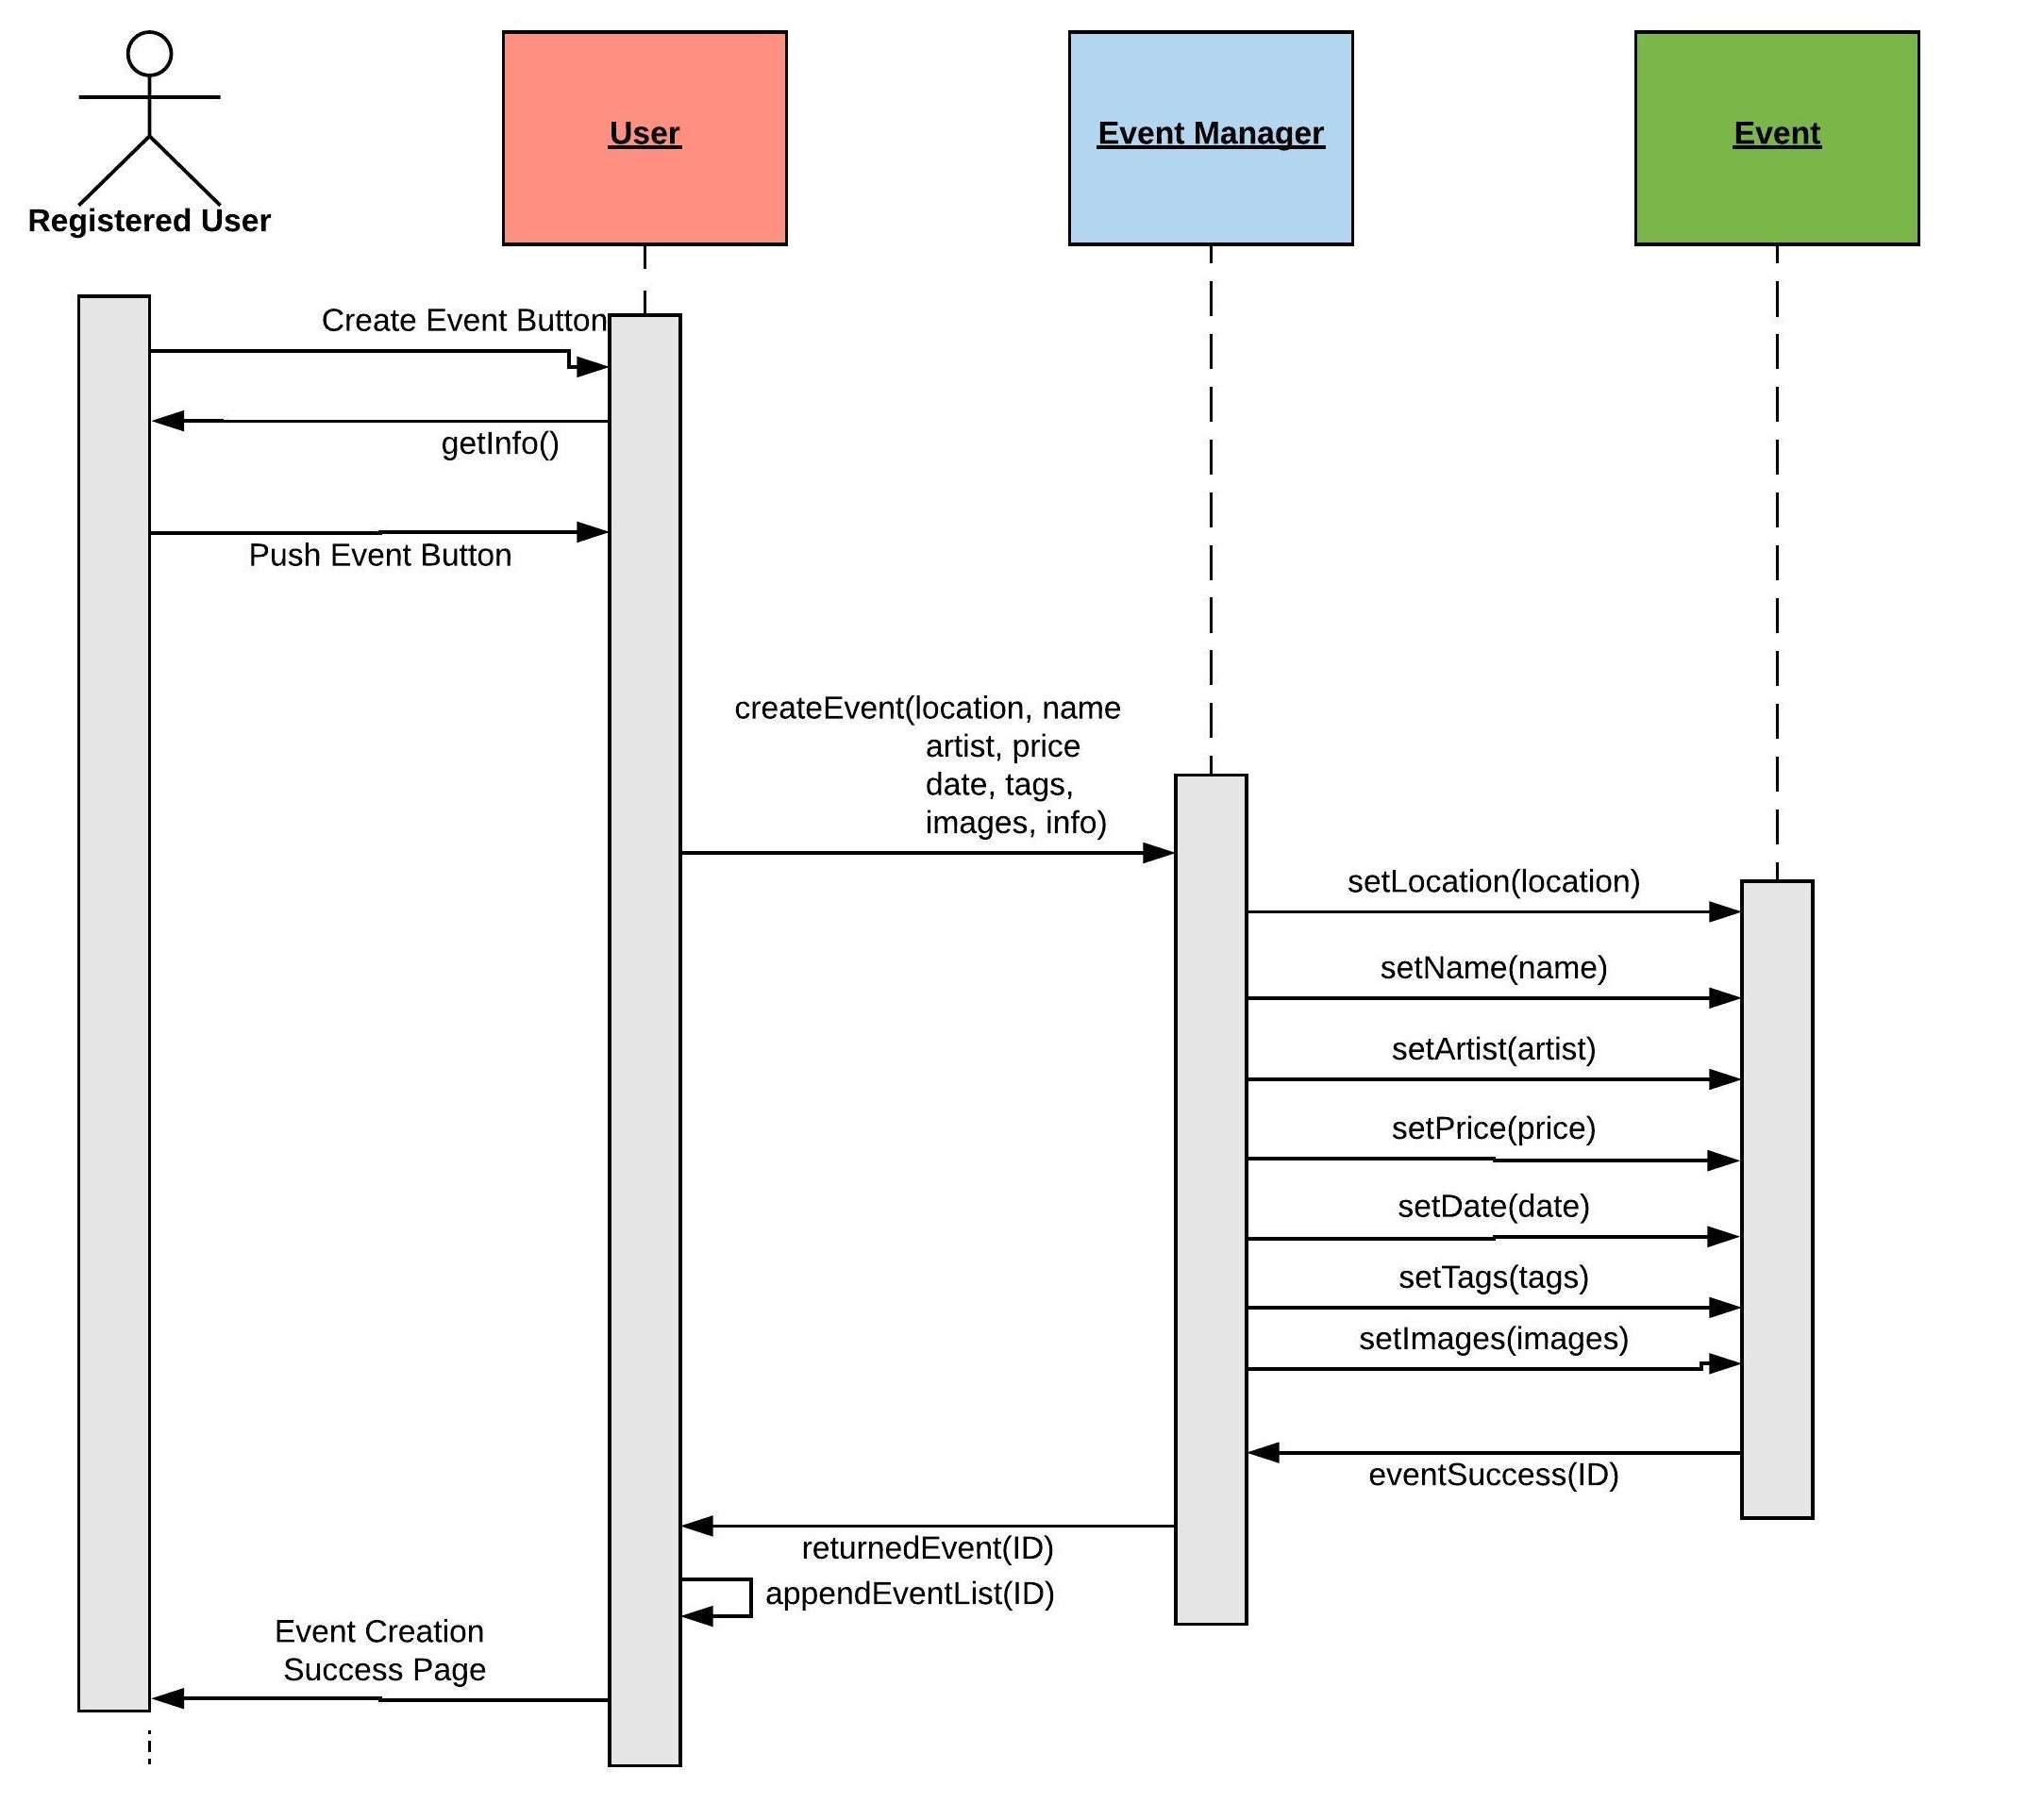 Registered User
User
Event Manager
Event
Create Event Button
getInfo()
Push Event Button
createEvent(location, name
artist, price
date, tags,
images, info)
setLocation(location)
setName(name)
setArtist(artist)
setPrice(price)
setDate(date)
setTags(tags)
setImages(images)
eventSuccess(ID)
returnedEvent(ID)
appendEventList(ID)
Event Creation
Success Page